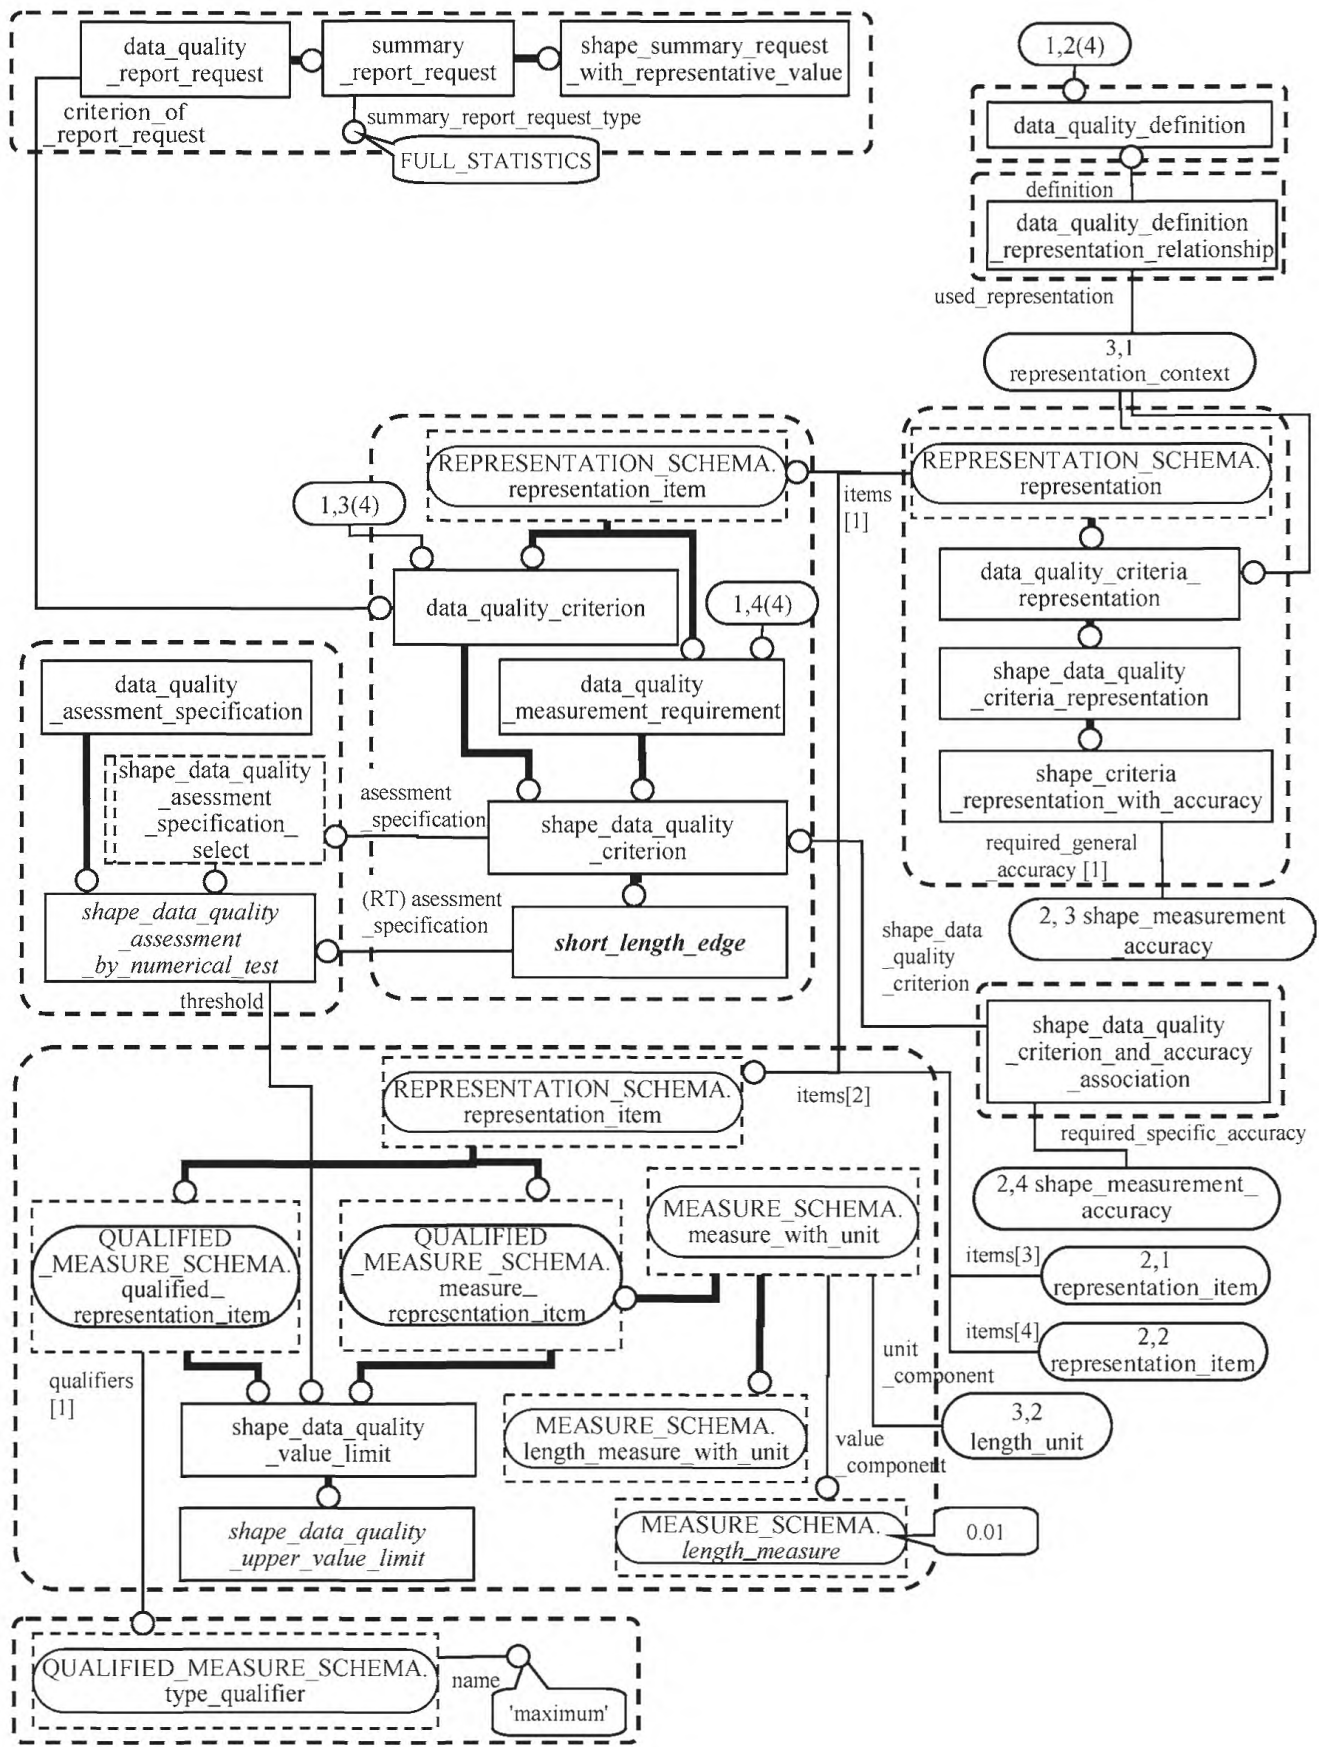 data_quality
_report_request
summary
_report_request
shape_summary_request
_with_representative_value
criterion_of
_report_request
summary_report_request_type
FULL_STATISTICS
1,2(4)
data_quality_definition
definition
data_quality_definition
_representation_relationship
used_representation
3,1
representation_context
REPRESENTATION_SCHEMA.
representation_item
items
[1]
REPRESENTATION_SCHEMA.
representation
1,3(4)
data_quality_criterion
1,4(4)
data_quality_criteria_
representation
data_quality
_asessment_specification
data_quality
_measurement_requirement
shape_data_quality
_criteria_representation
shape_data_quality
_asessment
_specification_
select
asessment
_specification
shape_data_quality
_criterion
shape_criteria
_representation_with_accuracy
required_general
_accuracy [1]
shape_data_quality
_assessment
_by_numerical_test
(RT) asessment
_specification
short_length_edge
2, 3 shape_measurement
_accuracy
shape_data
_quality
_criterion
threshold
shape_data_quality
_criterion_and_accuracy
_association
REPRESENTATION_SCHEMA.
representation_item
items[2]
required_specific_accuracy
2,4 shape_measurement_
accuracy
QUALIFIED
_MEASURE_SCHEMA.
qualified_
representation_item
QUALIFIED
_MEASURE_SCHEMA.
measure_
representation_item
MEASURE_SCHEMA.
measure_with_unit
items[3]
2,1
representation_item
items[4]
2,2
representation_item
qualifiers
[1]
unit
_component
shape_data_quality
_value_limit
MEASURE_SCHEMA.
length_measure_with_unit
value
_component
3,2
length_unit
shape_data_quality
_upper_value_limit
MEASURE_SCHEMA.
length_measure
0.01
QUALIFIED_MEASURE_SCHEMA.
type_qualifier
name
'maximum'